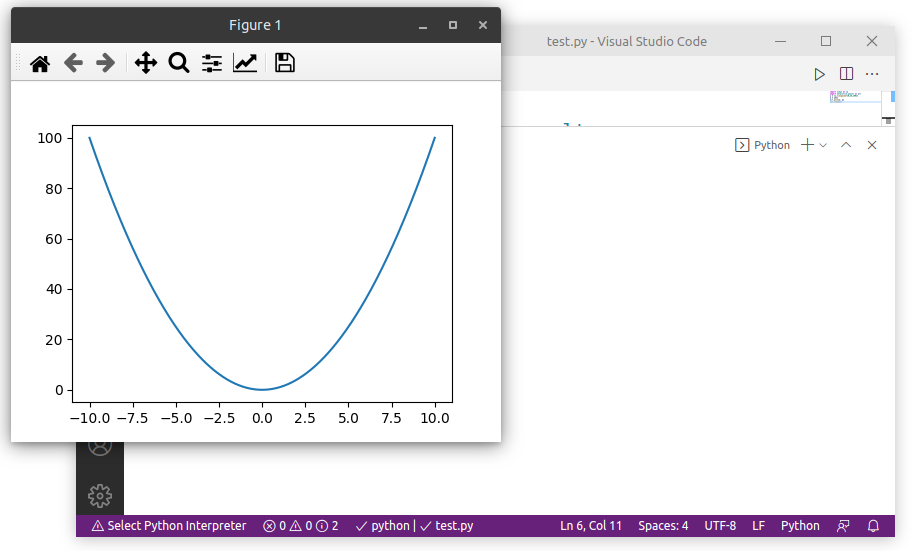 Figure 1
test.py - Visual Studio Code
100
80
60
40
20
0
−10.0 −7.5 −5.0 −2.5 0.0 2.5 5.0 7.5 10.0
Python
Select Python Interpreter 0 0 2 python | test.py Ln 6, Col 11 Spaces: 4 UTF-8 LF Python